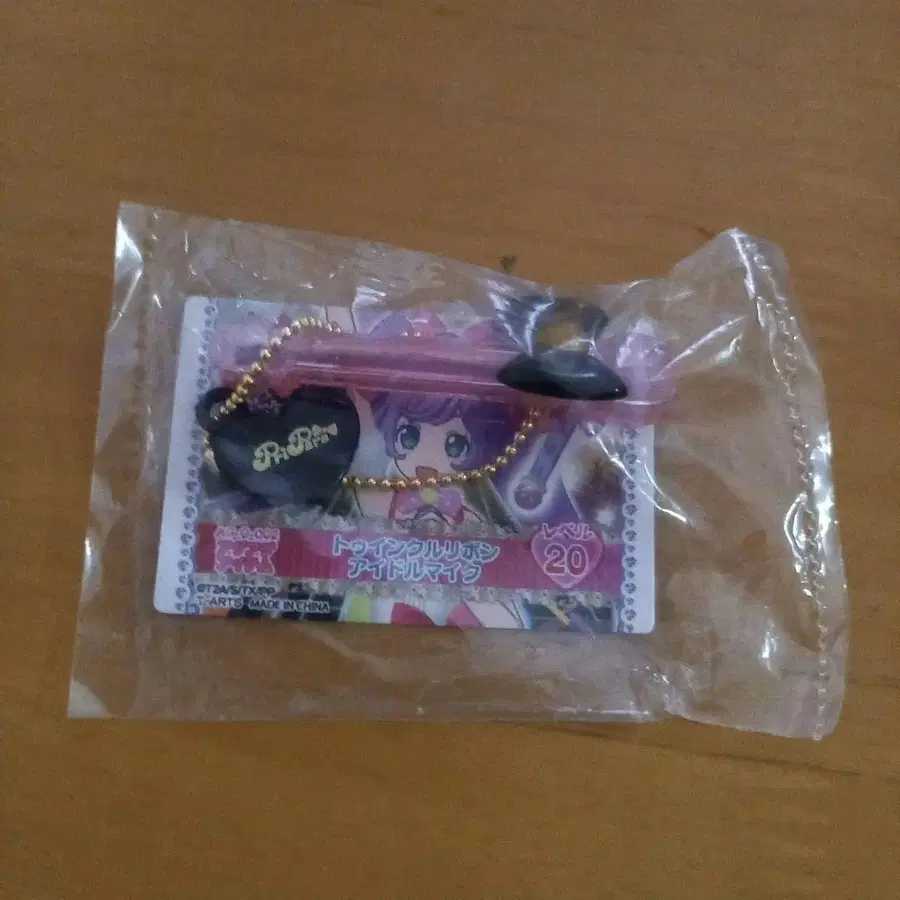 PriPara
トゥインクルリボン
アイドルマイク
レベル
20
©T2A/S/TX/PP
T-ARTS MADE IN CHINA